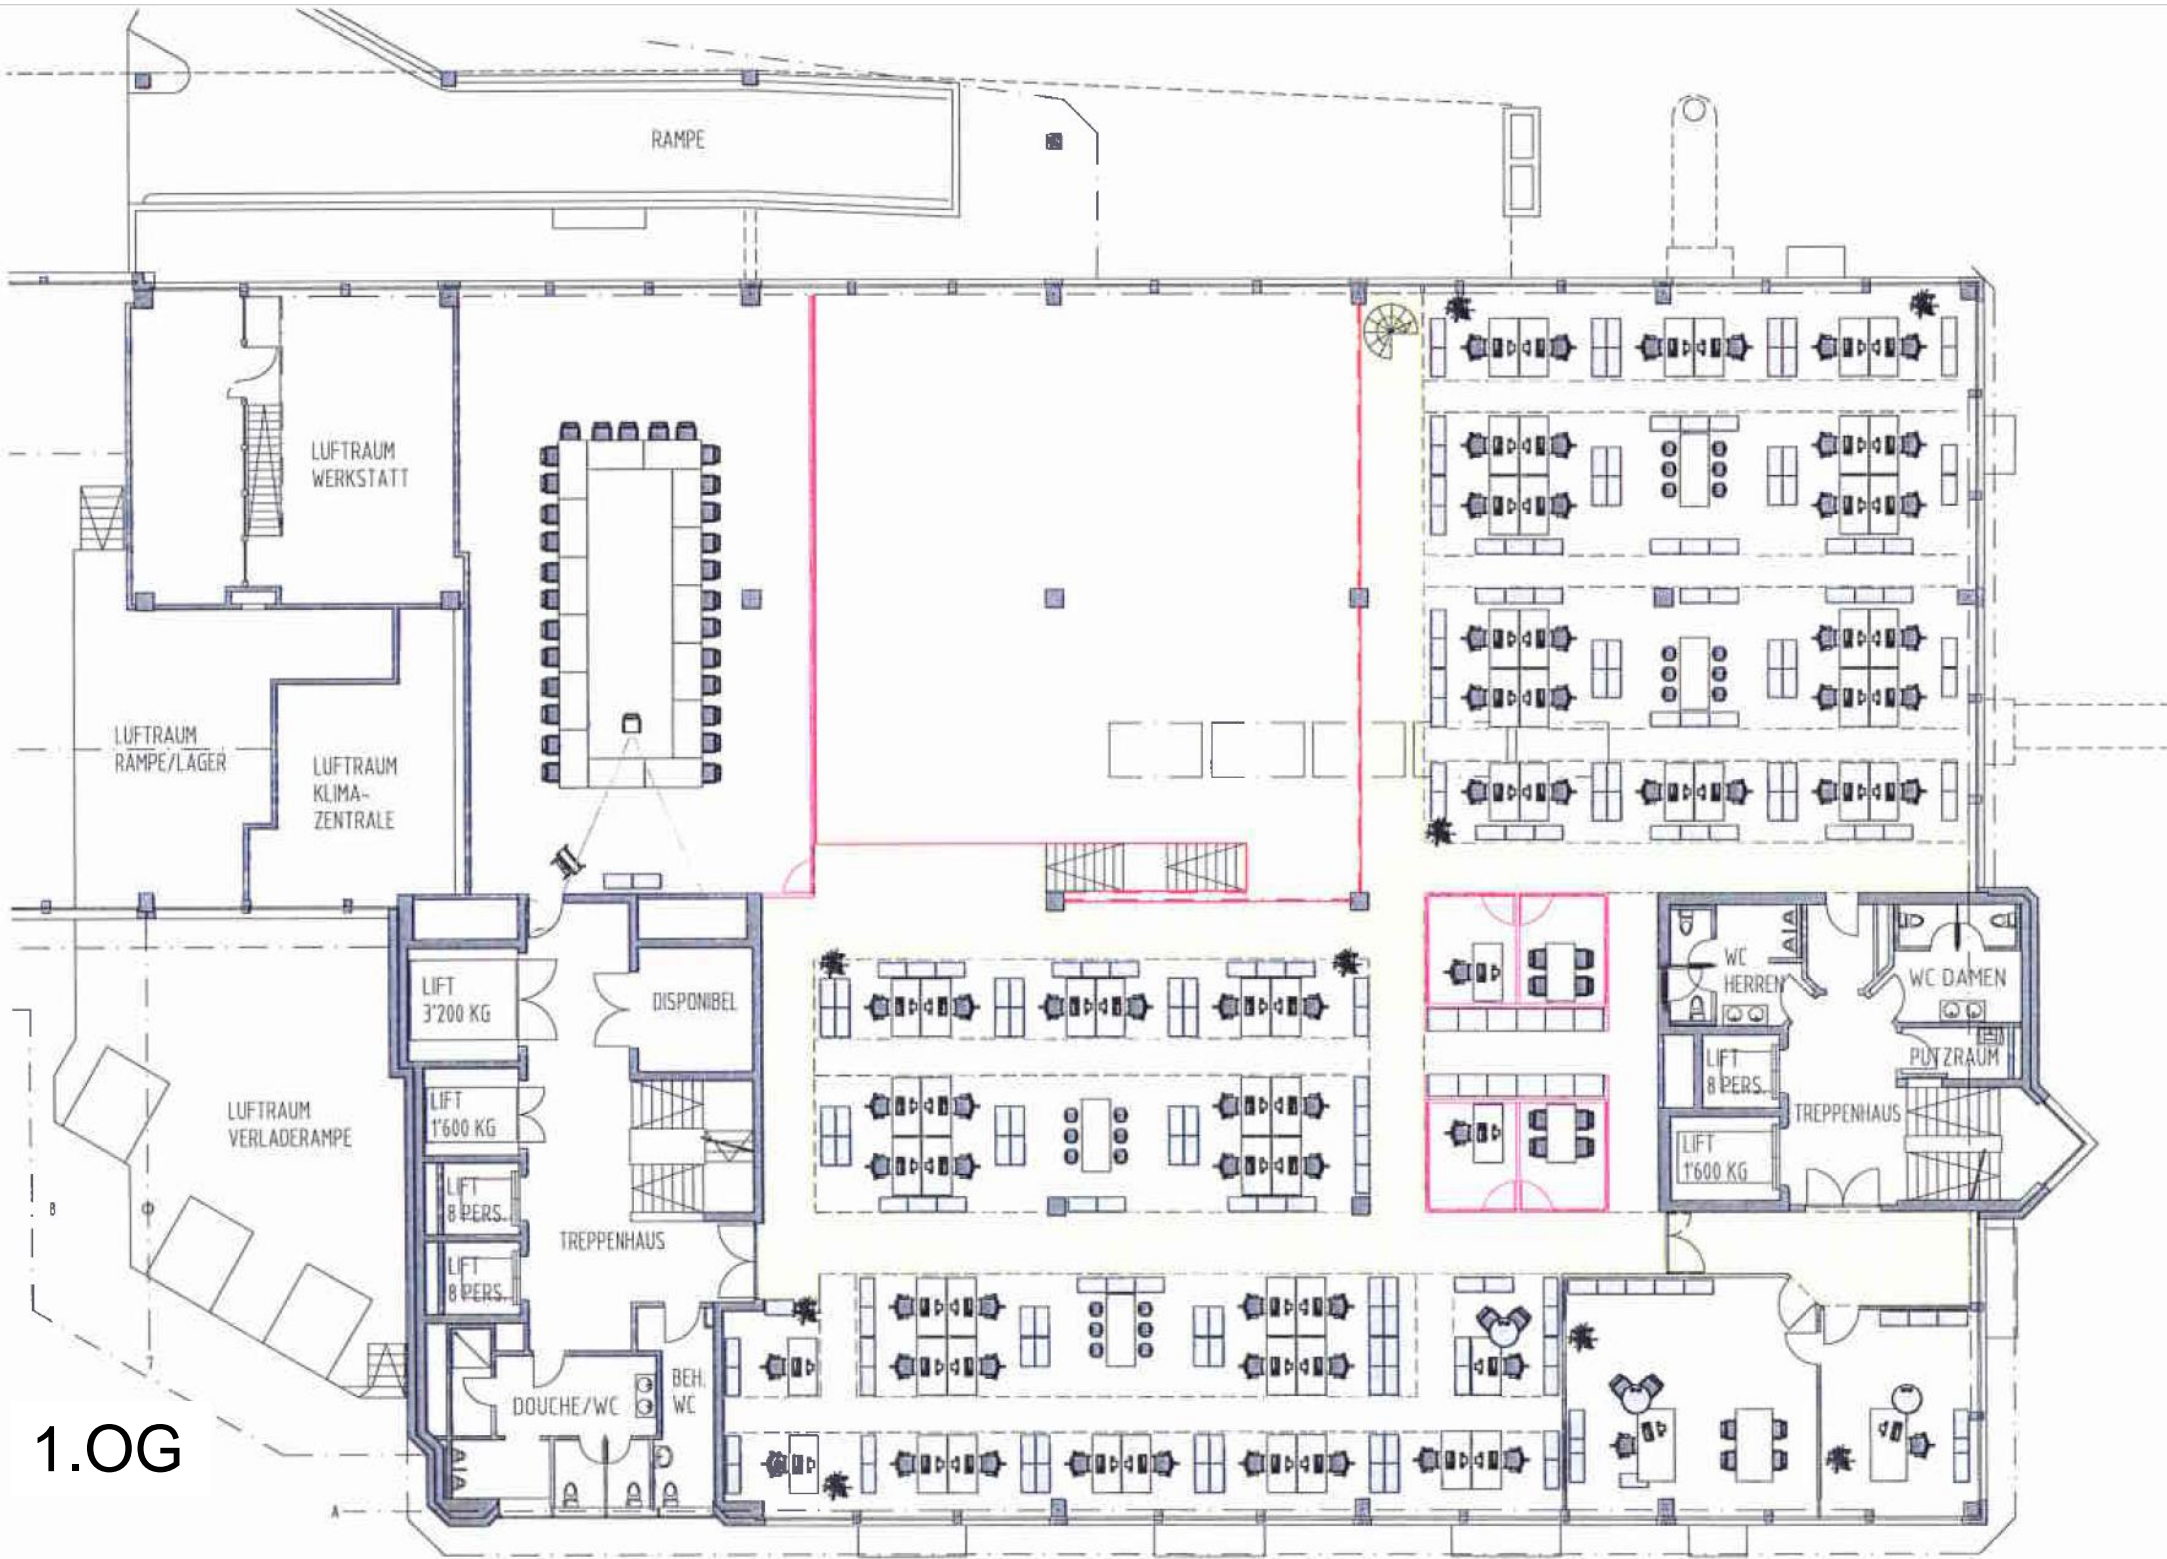 RAMPE
LUFTRAUM
WERKSTATT
LUFTRAUM
RAMPE/LAGER
LUFTRAUM
KLIMA-
ZENTRALE
LIFT
3'200 KG
DISPONIBEL
WC
HERREN
WC DAMEN
LIFT
8 PERS.
PUTZRAUM
LIFT
1'600 KG
LUFTRAUM
VERLADERAMPE
TREPPENHAUS
LIFT
1'600 KG
LIFT
8 PERS.
B
TREPPENHAUS
LIFT
8 PERS.
DOUCHE/WC
BEH.
WC
1.OG
A